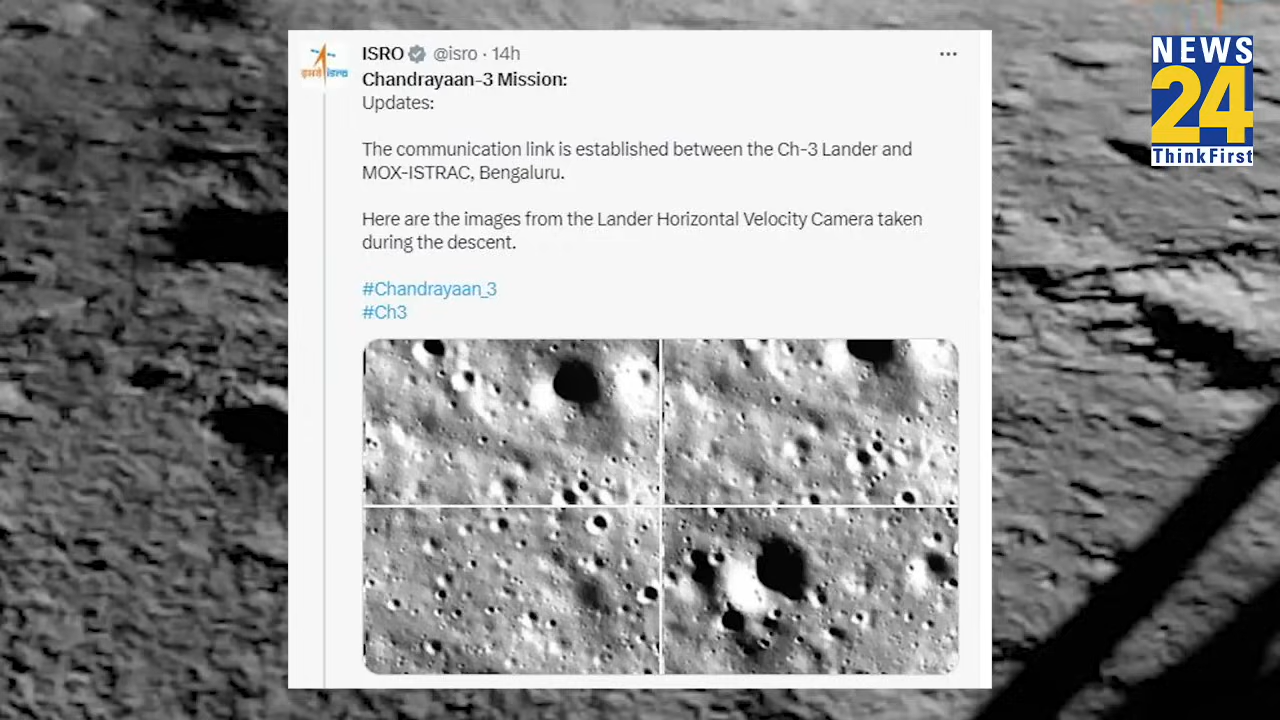 ISRO @isro · 14h
Chandrayaan-3 Mission:
Updates:
The communication link is established between the Ch-3 Lander and
MOX-ISTRAC, Bengaluru.
Here are the images from the Lander Horizontal Velocity Camera taken
during the descent.
#Chandrayaan_3
#Ch3
इसरो isro
NEWS
24
ThinkFirst